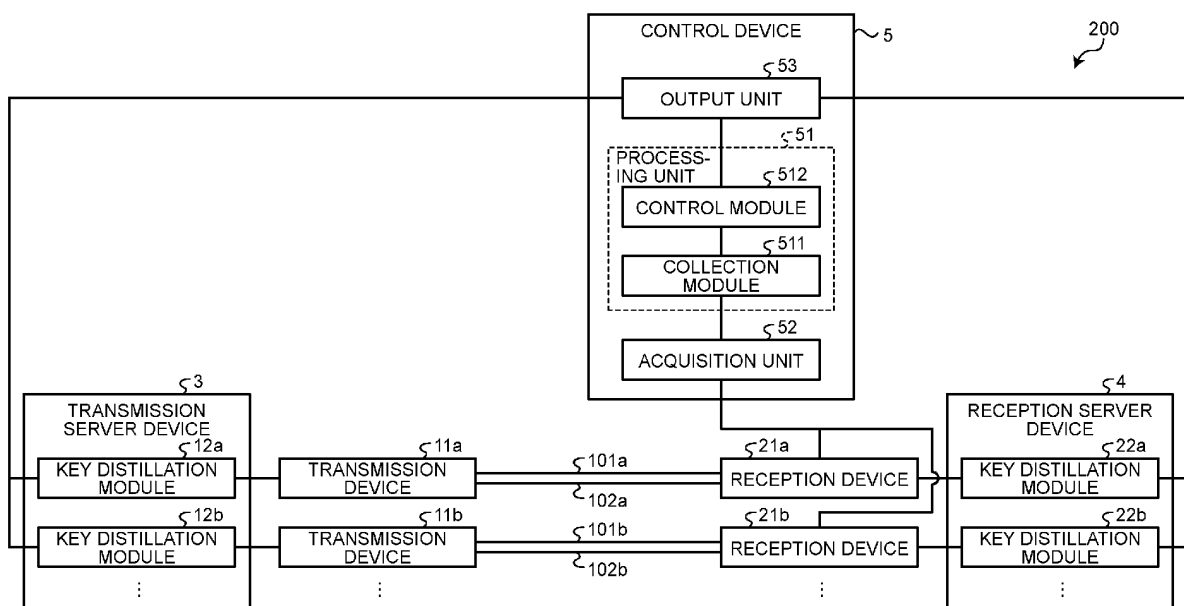 CONTROL DEVICE
5
200
53
OUTPUT UNIT
51
PROCESS-
ING UNIT
512
CONTROL MODULE
511
COLLECTION
MODULE
52
ACQUISITION UNIT
3
TRANSMISSION
SERVER DEVICE
4
RECEPTION SERVER
DEVICE
12a
KEY DISTILLATION
MODULE
11a
TRANSMISSION
DEVICE
101a
102a
21a
RECEPTION DEVICE
22a
KEY DISTILLATION
MODULE
12b
KEY DISTILLATION
MODULE
11b
TRANSMISSION
DEVICE
101b
102b
21b
RECEPTION DEVICE
22b
KEY DISTILLATION
MODULE